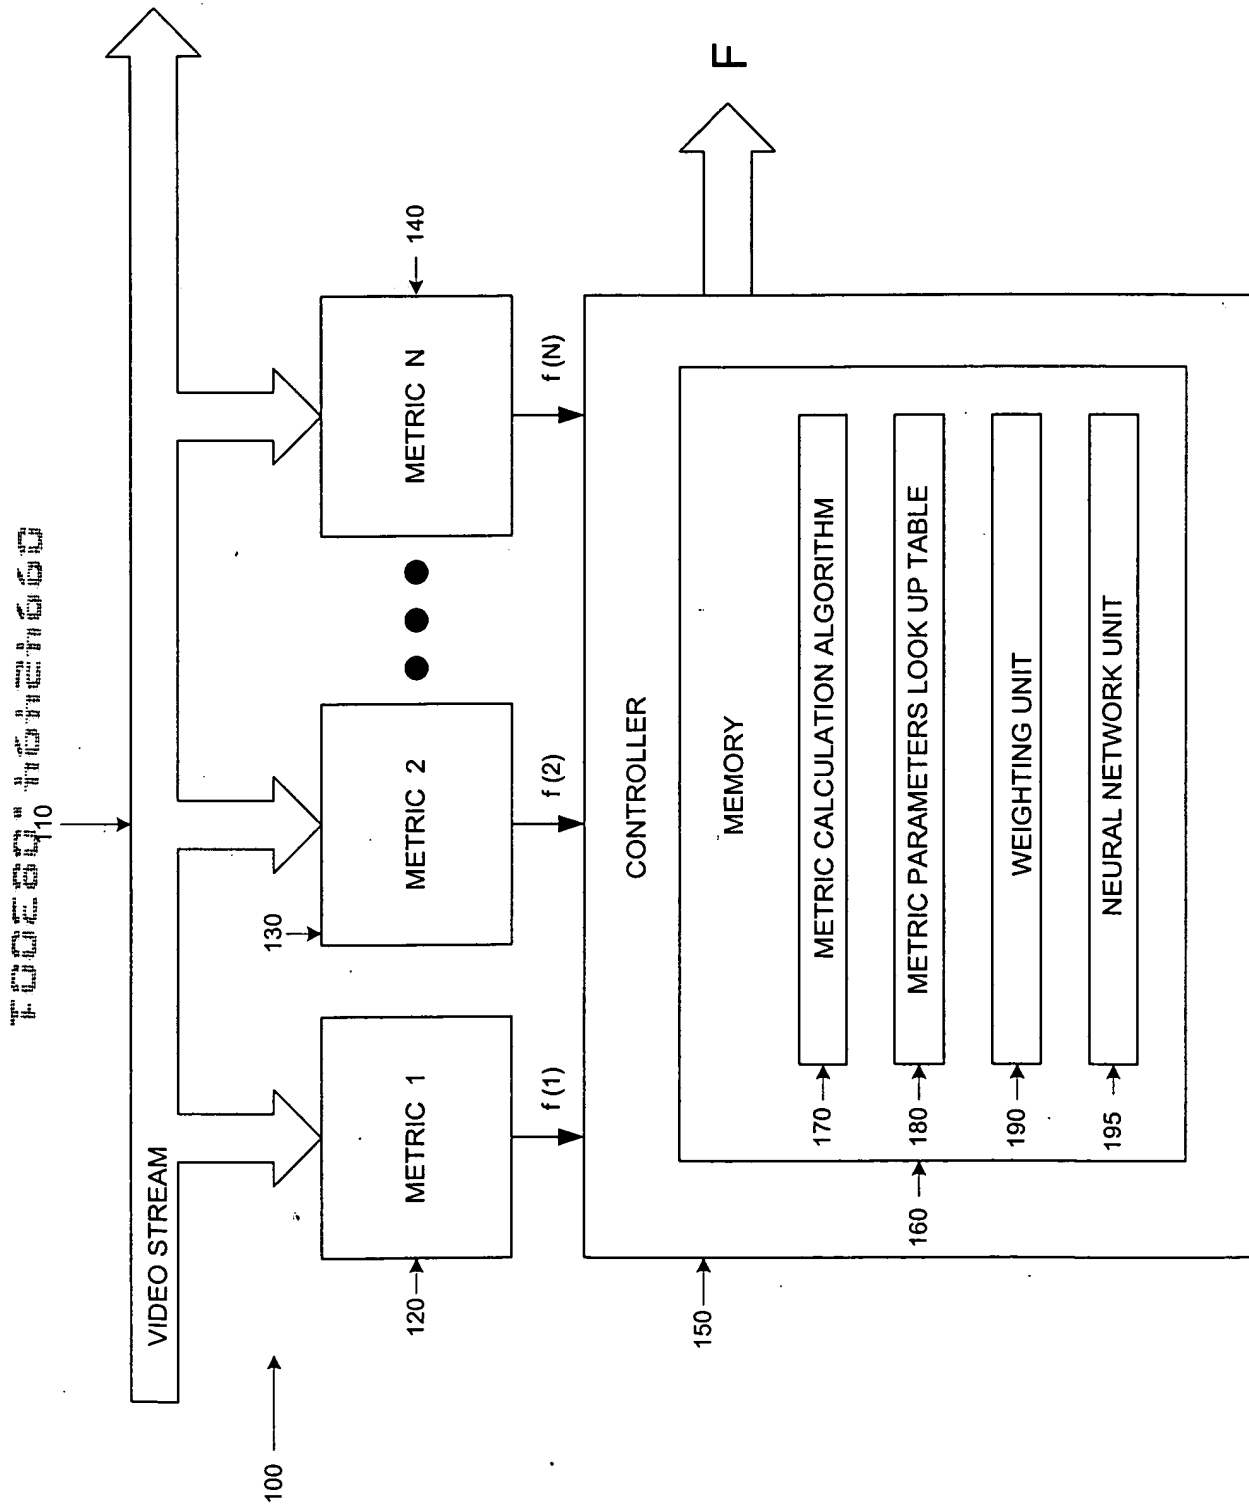 110
VIDEO STREAM
100
METRIC 1
METRIC 2
METRIC N
120
130
140
f (1)
f (2)
f (N)
F
CONTROLLER
150
MEMORY
160
METRIC CALCULATION ALGORITHM
170
METRIC PARAMETERS LOOK UP TABLE
180
WEIGHTING UNIT
190
NEURAL NETWORK UNIT
195